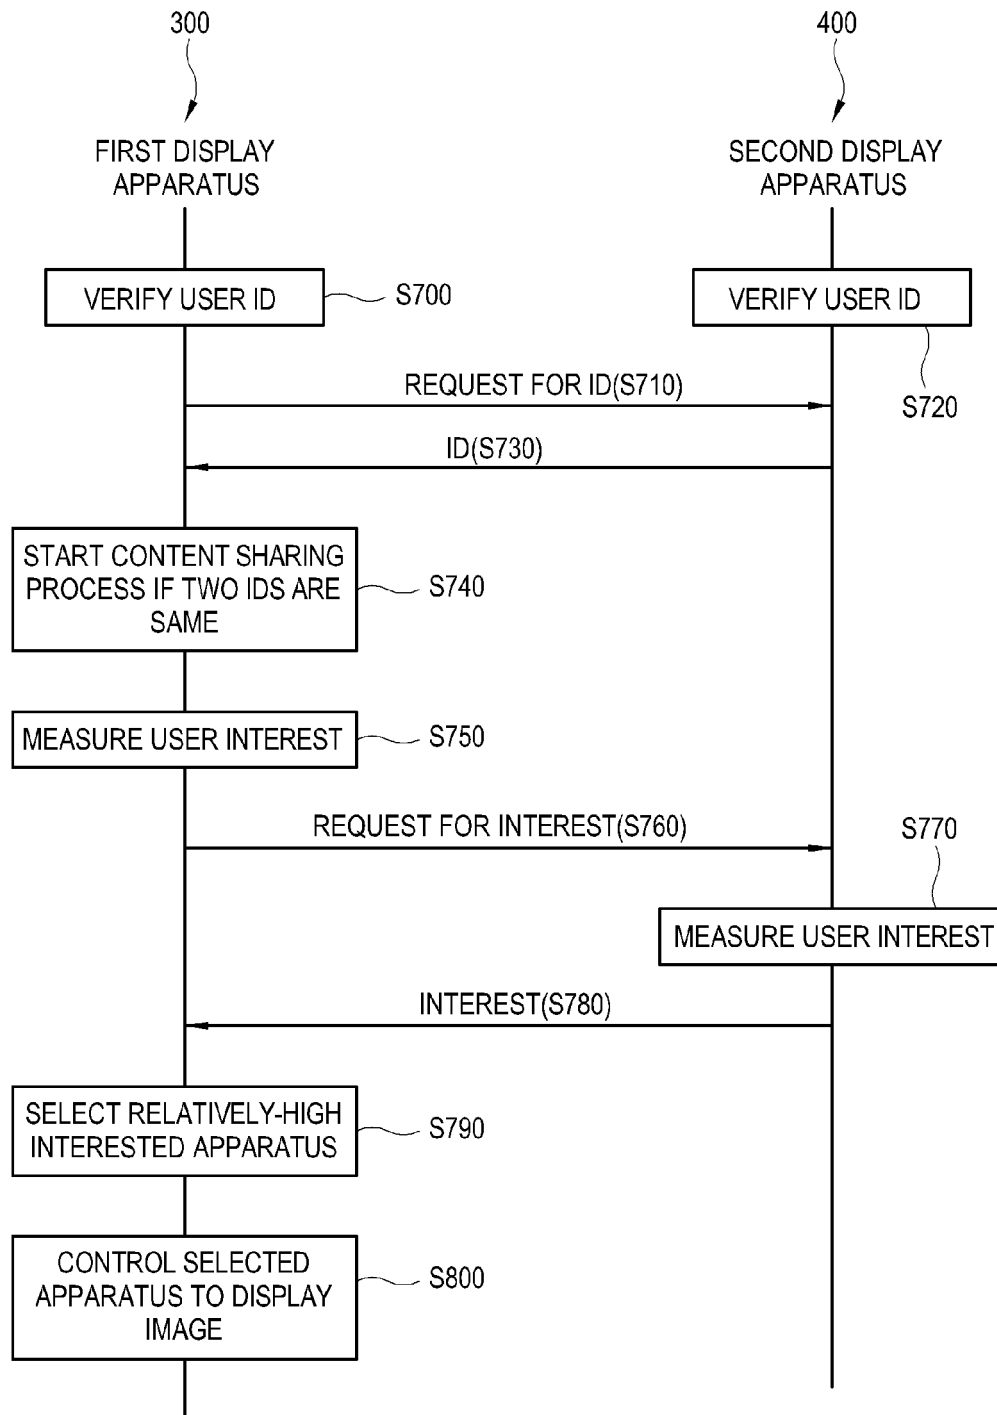 300
400
FIRST DISPLAY
APPARATUS
SECOND DISPLAY
APPARATUS
VERIFY USER ID
S700
VERIFY USER ID
S720
REQUEST FOR ID(S710)
ID(S730)
START CONTENT SHARING
PROCESS IF TWO IDS ARE
SAME
S740
MEASURE USER INTEREST
S750
REQUEST FOR INTEREST(S760)
S770
MEASURE USER INTEREST
INTEREST(S780)
SELECT RELATIVELY-HIGH
INTERESTED APPARATUS
S790
CONTROL SELECTED
APPARATUS TO DISPLAY
IMAGE
S800